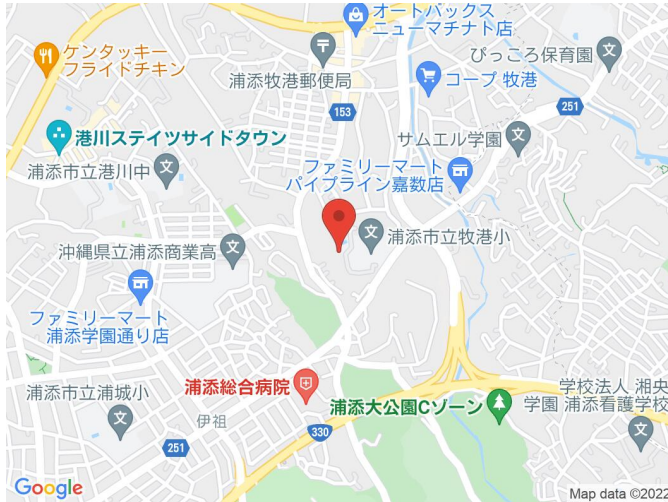 オートバックス
ニューマチナト店
ケンタッキー
フライドチキン
浦添牧港郵便局
コープ 牧港
ぴっころ保育園
153
251
港川ステイツサイドタウン
サムエル学園
浦添市立港川中
ファミリーマート
パイプライン嘉数店
浦添市立牧港小
沖縄県立浦添商業高
ファミリーマート
浦添学園通り店
浦添総合病院
浦添市立浦城小
伊祖
浦添大公園Cゾーン
学校法人 湘央
学園 浦添看護学校
251
330
Google
Map data ©2022